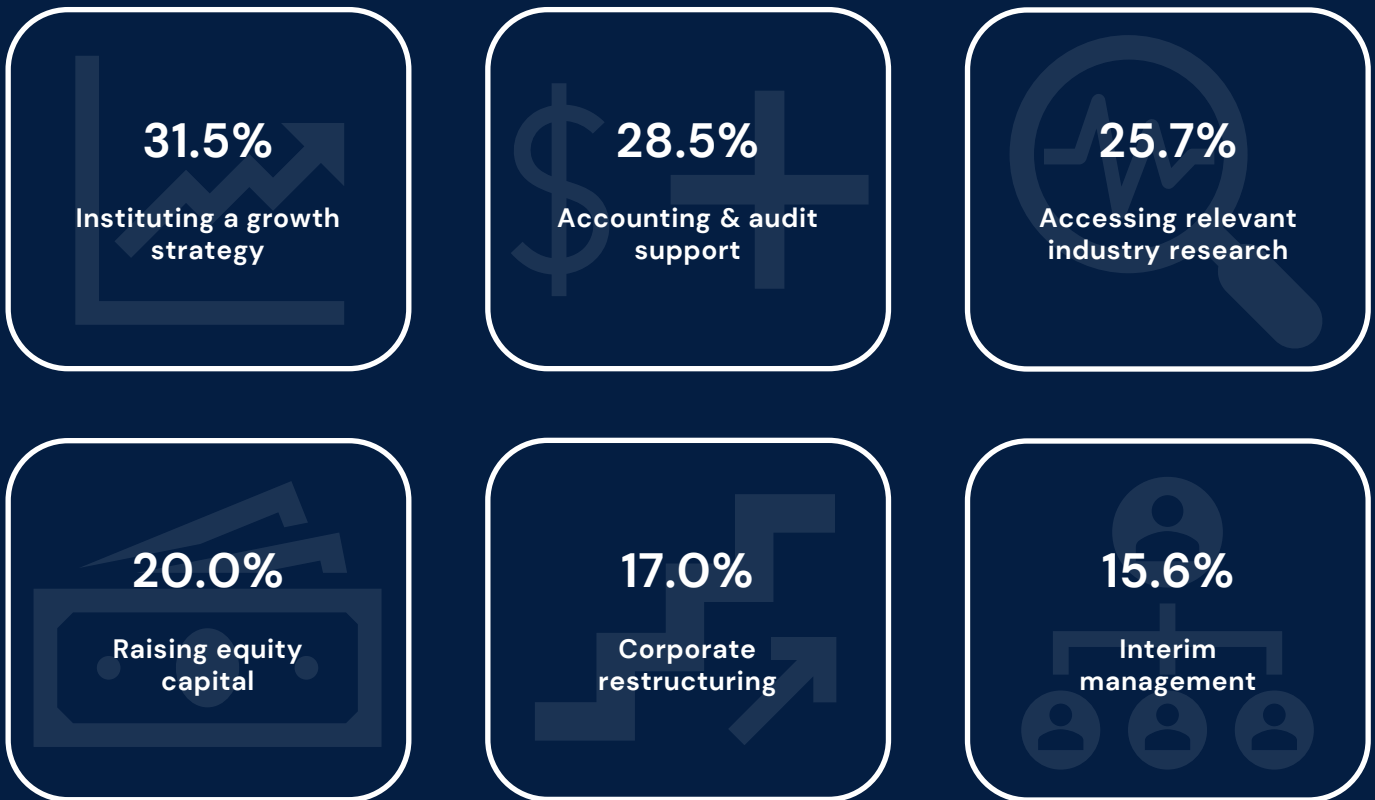 31.5%
Instituting a growth
strategy
28.5%
Accounting & audit
support
25.7%
Accessing relevant
industry research
20.0%
Raising equity
capital
17.0%
Corporate
restructuring
15.6%
Interim
management